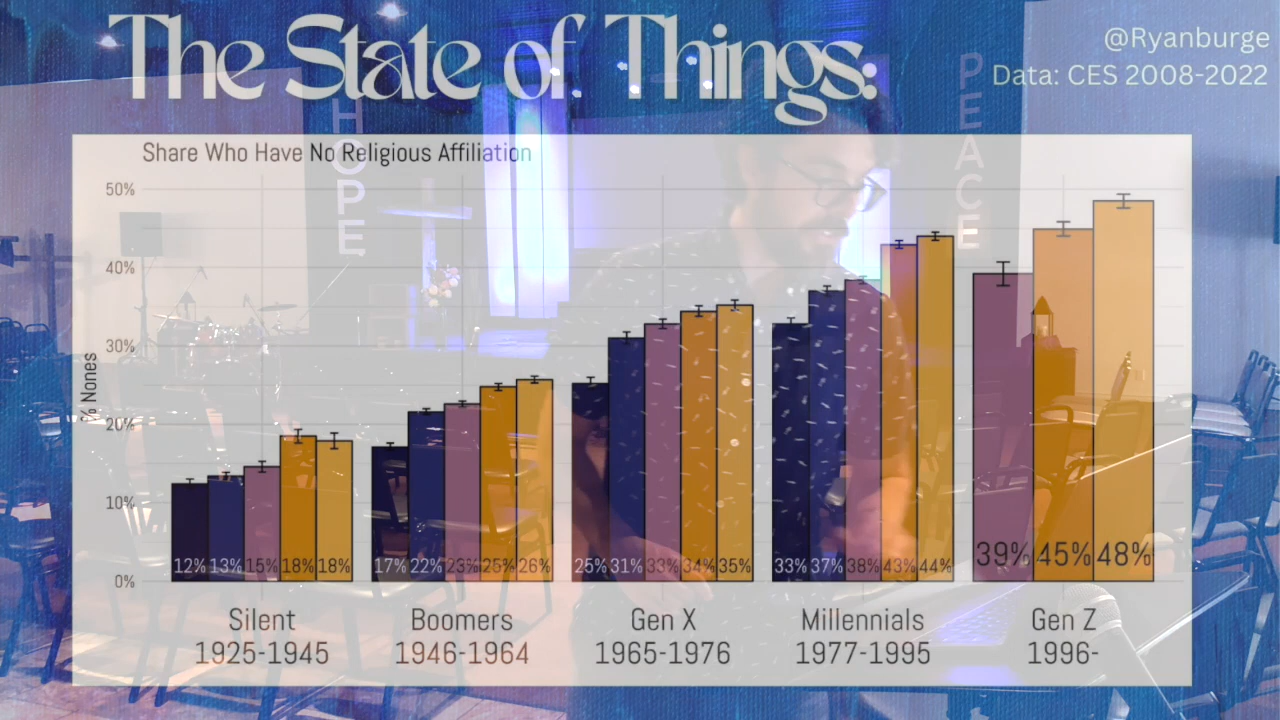 The State of Things:
@Ryanburge
Data: CES 2008-2022
HOPE
PEACE
Share Who Have No Religious Affiliation
% Nones
50%
40%
30%
20%
10%
0%
12% 13% 15% 18% 18%
17% 22% 23% 25% 26%
25% 31% 33% 34% 35%
33% 37% 38% 43% 44%
39% 45% 48%
Silent
1925-1945
Boomers
1946-1964
Gen X
1965-1976
Millennials
1977-1995
Gen Z
1996-